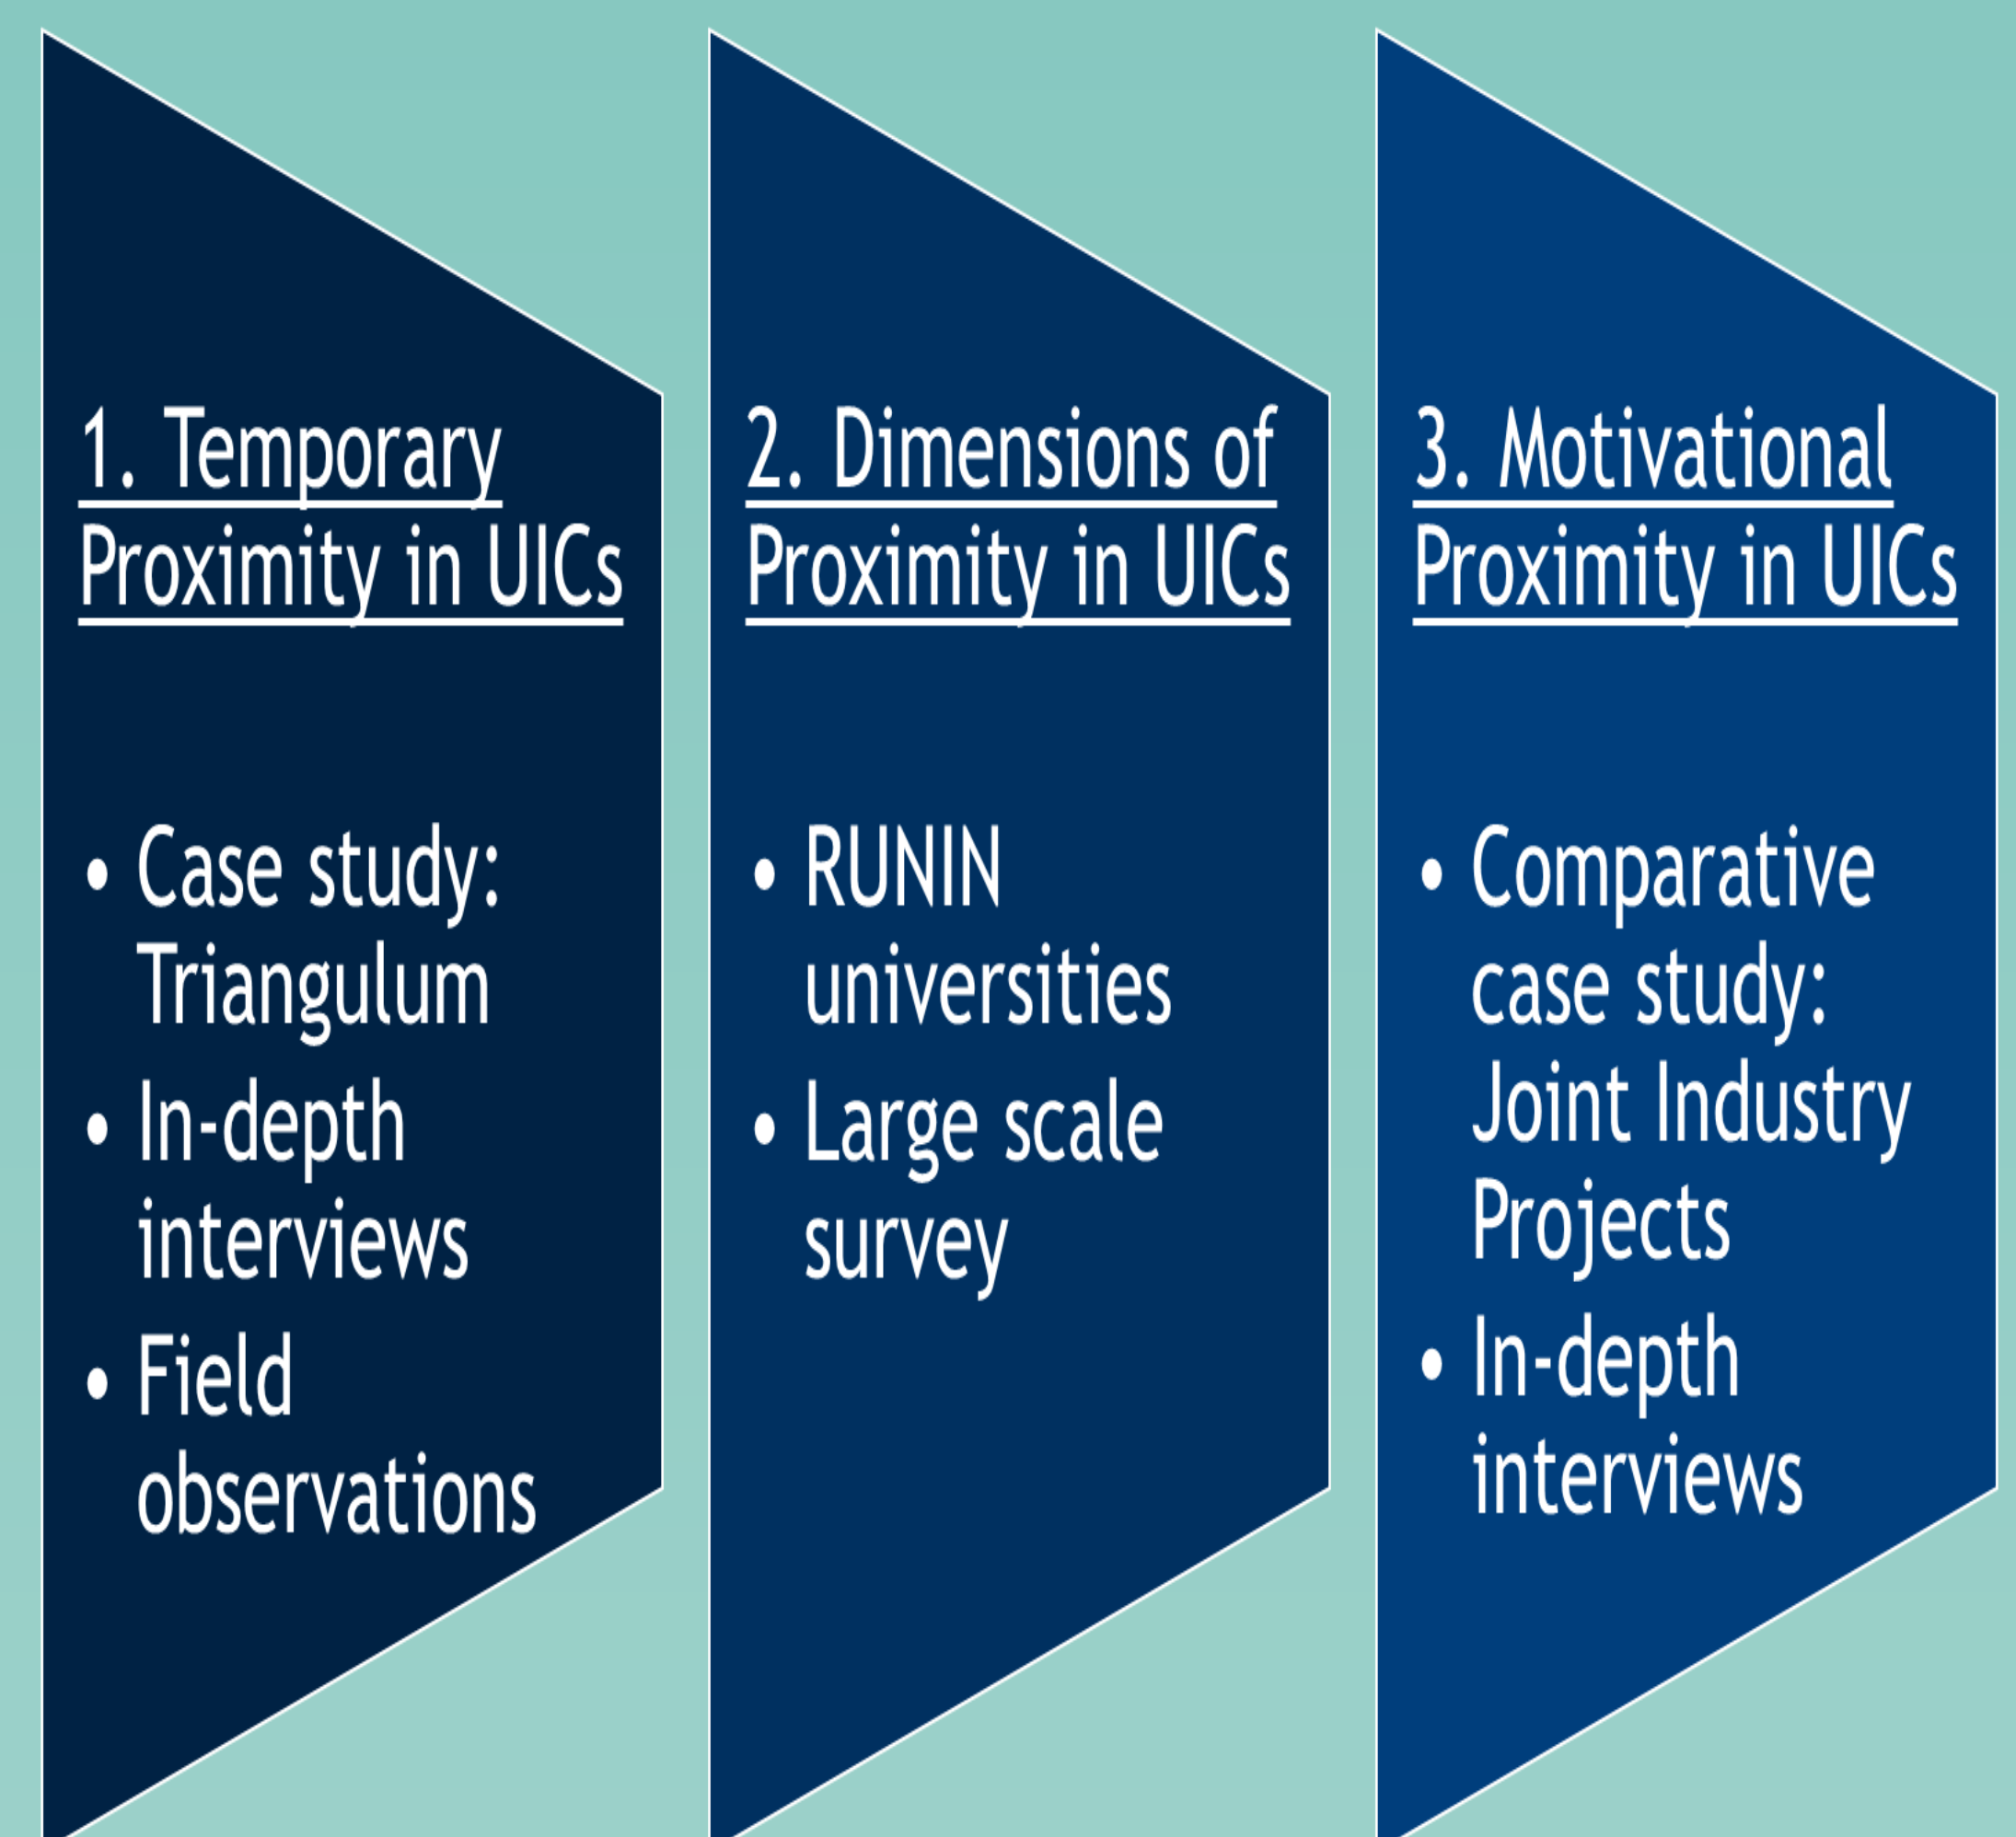 1. Temporary
Proximity in UICs
• Case study:
Triangulum
• In-depth
interviews
• Field
observations
2. Dimensions of
Proximity in UICs
• RUNIN
universities
• Large scale
survey
3. Motivational
Proximity in UICs
• Comparative
case study:
Joint Industry
Projects
• In-depth
interviews